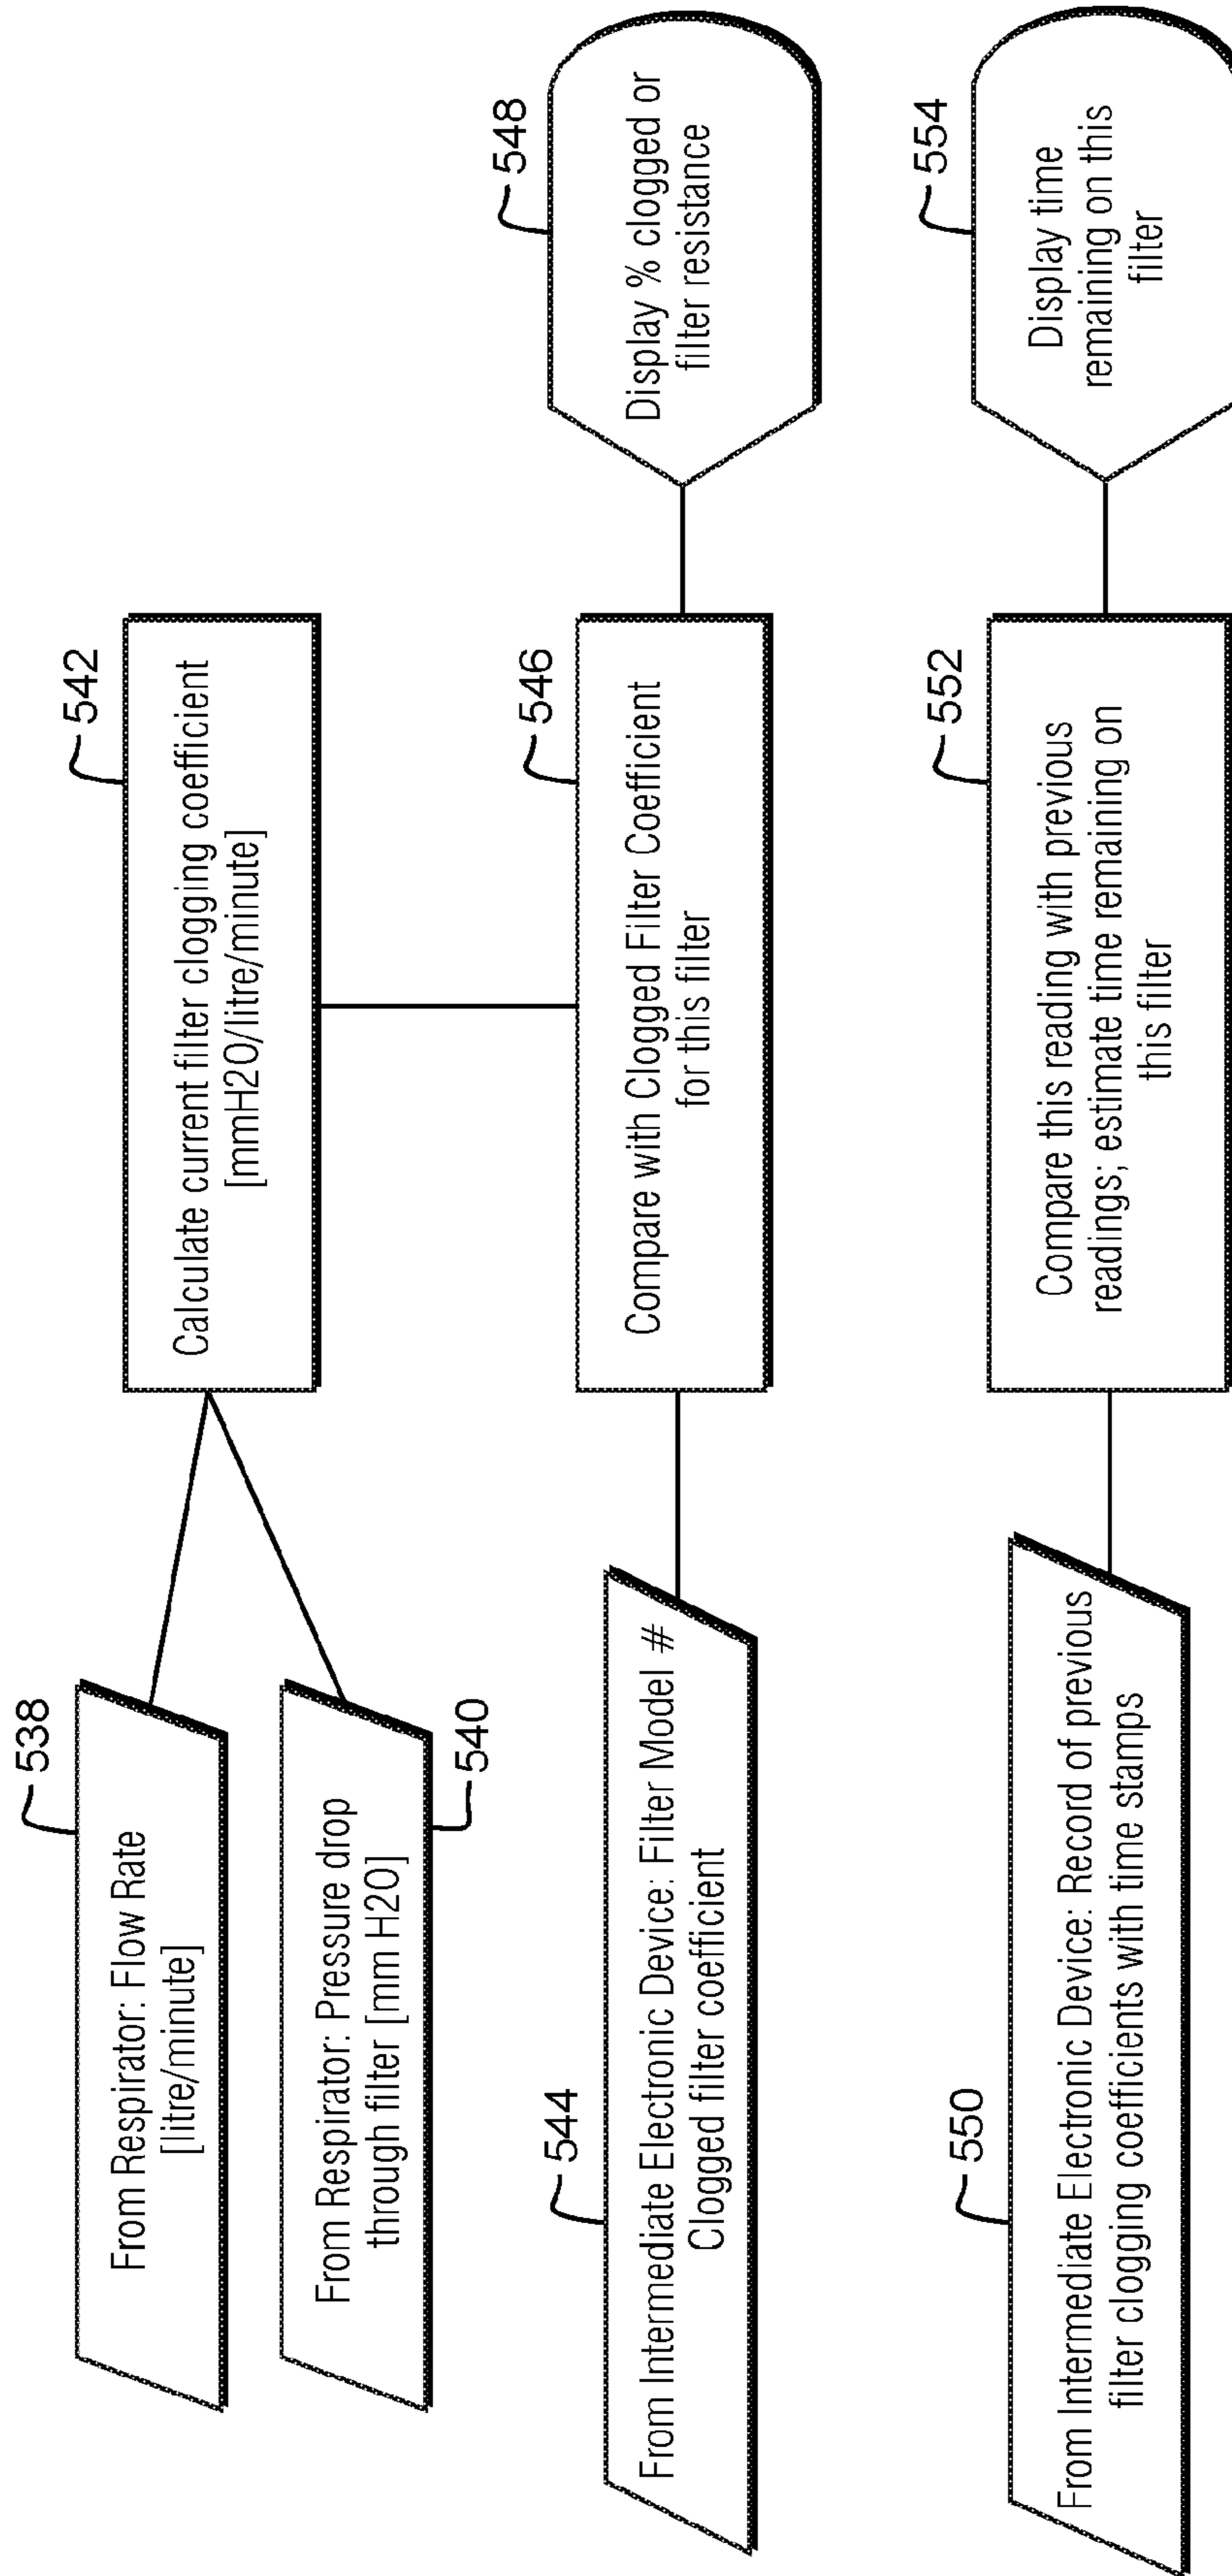 538
From Respirator: Flow Rate
[litre/minute]
From Respirator: Pressure drop
through filter [mm H2O]
540
542
Calculate current filter clogging coefficient
[mmH2O/litre/minute]
544
From Intermediate Electronic Device: Filter Model #
Clogged filter coefficient
546
Compare with Clogged Filter Coefficient
for this filter
548
Display % clogged or
filter resistance
550
From Intermediate Electronic Device: Record of previous
filter clogging coefficients with time stamps
552
Compare this reading with previous
readings; estimate time remaining on
this filter
554
Display time
remaining on this
filter